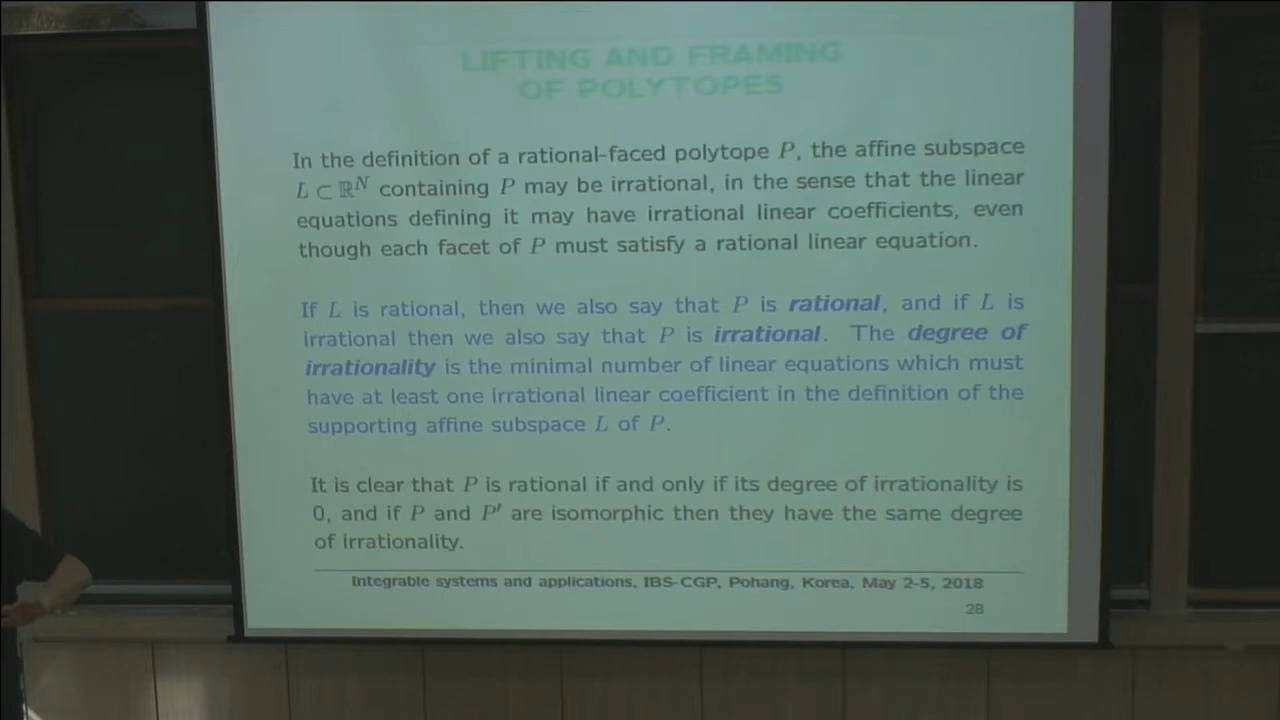 LIFTING AND FRAMING
OF POLYTOPES
In the definition of a rational-faced polytope P, the affine subspace
L ⊂ ℝ^N containing P may be irrational, in the sense that the linear
equations defining it may have irrational linear coefficients, even
though each facet of P must satisfy a rational linear equation.
If L is rational, then we also say that P is rational, and if L is
irrational then we also say that P is irrational. The degree of
irrationality is the minimal number of linear equations which must
have at least one irrational linear coefficient in the definition of the
supporting affine subspace L of P.
It is clear that P is rational if and only if its degree of irrationality is
0, and if P and P′ are isomorphic then they have the same degree
of irrationality.
Integrable systems and applications, IBS-CGP, Pohang, Korea, May 2-5, 2018
28